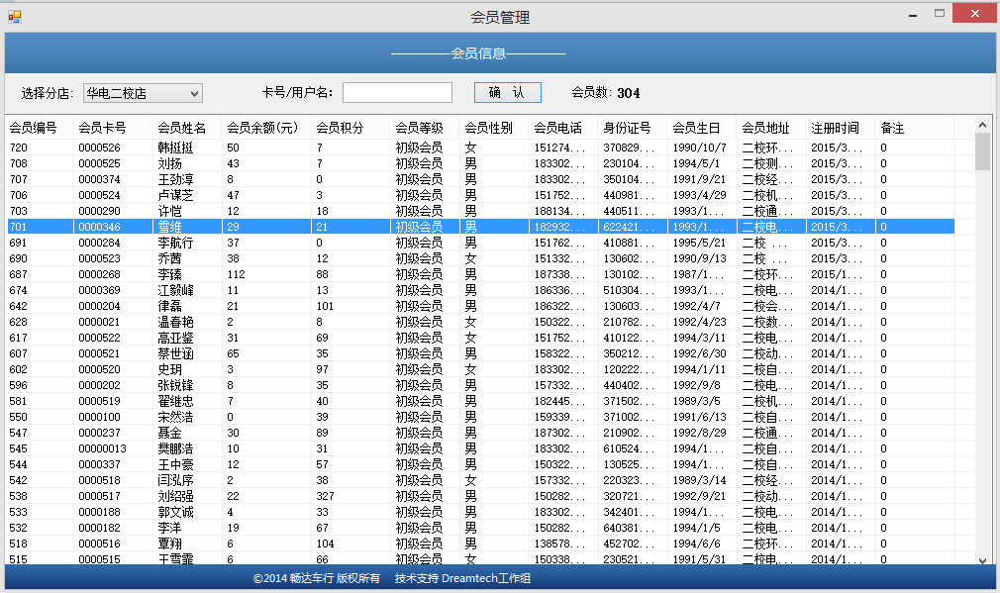 会员管理
——————会员信息——————
选择分店: 华电二校店 卡号/用户名: 确 认 会员数: 304
会员编号 会员卡号 会员姓名 会员余额(元) 会员积分 会员等级 会员性别 会员电话 身份证号 会员生日 会员地址 注册时间 备注
720 0000526 韩挺挺 50 7 初级会员 女 151274... 370829... 1990/10/7 二校环... 2015/3... 0
708 0000525 刘扬 43 7 初级会员 男 183302... 230104... 1994/5/1 二校测... 2015/3... 0
707 0000374 王劲淳 8 0 初级会员 男 183302... 350104... 1991/9/21 二校经... 2015/3... 0
706 0000524 卢谋芝 47 3 初级会员 男 151752... 440981... 1993/4/29 二校机... 2015/3... 0
703 0000290 许恺 12 18 初级会员 男 188134... 440511... 1993/1... 二校通... 2015/3... 0
701 0000346 雪维 29 21 初级会员 男 182932... 622421... 1993/1... 二校电... 2015/3... 0
691 0000284 李航行 37 0 初级会员 男 151762... 410881... 1995/5/21 二校 ... 2015/3... 0
690 0000523 乔茜 38 12 初级会员 女 151332... 130602... 1990/9/13 二校 ... 2015/3... 0
687 0000268 李臻 112 88 初级会员 男 187338... 130102... 1987/1... 二校环... 2015/1... 0
674 0000369 江毅峰 11 13 初级会员 男 186336... 510304... 1993/1... 二校电... 2014/1... 0
642 0000204 律磊 21 101 初级会员 男 186322... 130603... 1992/4/7 二校会... 2014/1... 0
628 0000021 温春艳 2 8 初级会员 女 150322... 210782... 1992/4/23 二校数... 2014/1... 0
617 0000522 高亚鉴 31 69 初级会员 女 151752... 410122... 1994/3/11 二校电... 2014/1... 0
607 0000521 蔡世函 65 35 初级会员 男 158322... 350212... 1992/6/30 二校动... 2014/1... 0
602 0000520 史玥 3 97 初级会员 女 183302... 120222... 1994/1/11 二校自... 2014/1... 0
596 0000202 张锐锋 8 35 初级会员 男 157332... 440402... 1992/9/8 二校电... 2014/1... 0
581 0000519 翟继忠 7 40 初级会员 男 182445... 371502... 1989/3/5 二校机... 2014/1... 0
550 0000100 宋然浩 0 39 初级会员 男 159339... 371002... 1991/6/13 二校自... 2014/1... 0
547 0000237 聂金 30 89 初级会员 男 187302... 210902... 1992/8/29 二校通... 2014/1... 0
545 00000013 樊鹏浩 10 31 初级会员 男 183302... 610524... 1994/1... 二校自... 2014/1... 0
544 0000337 王中豪 12 57 初级会员 男 150322... 130525... 1994/1... 二校自... 2014/1... 0
542 0000518 闫泓序 2 38 初级会员 女 157332... 220323... 1989/3/14 二校经... 2014/1... 0
538 0000517 刘绍强 22 327 初级会员 男 150282... 320721... 1992/9/21 二校动... 2014/1... 0
533 0000188 郭文诚 4 33 初级会员 男 183302... 342401... 1994/1... 二校电... 2014/1... 0
532 0000182 李洋 19 67 初级会员 男 150282... 640381... 1994/1/5 二校电... 2014/1... 0
518 0000516 覃翔 6 104 初级会员 男 138578... 452702... 1994/6/6 二校环... 2014/1... 0
515 0000515 王雪霏 6 66 初级会员 女 150338... 230521... 1991/5/31 二校电... 2014/1... 0
©2014 畅达车行 版权所有 技术支持 Dreamtech工作组